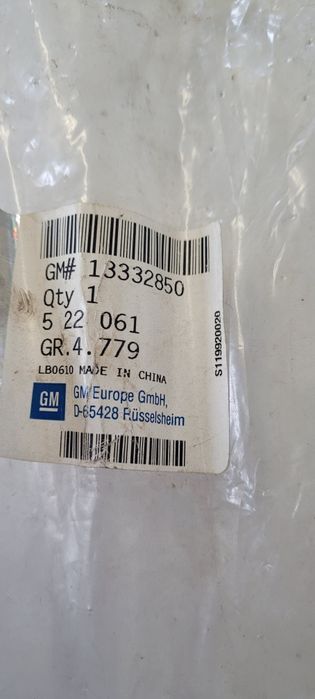 GM# 13332850
Qty 1
5 22 061
GR.4.779
LB0610 MADE IN CHINA
GM
GM Europe GmbH,
D-65428 Rüsselsheim
S119920020